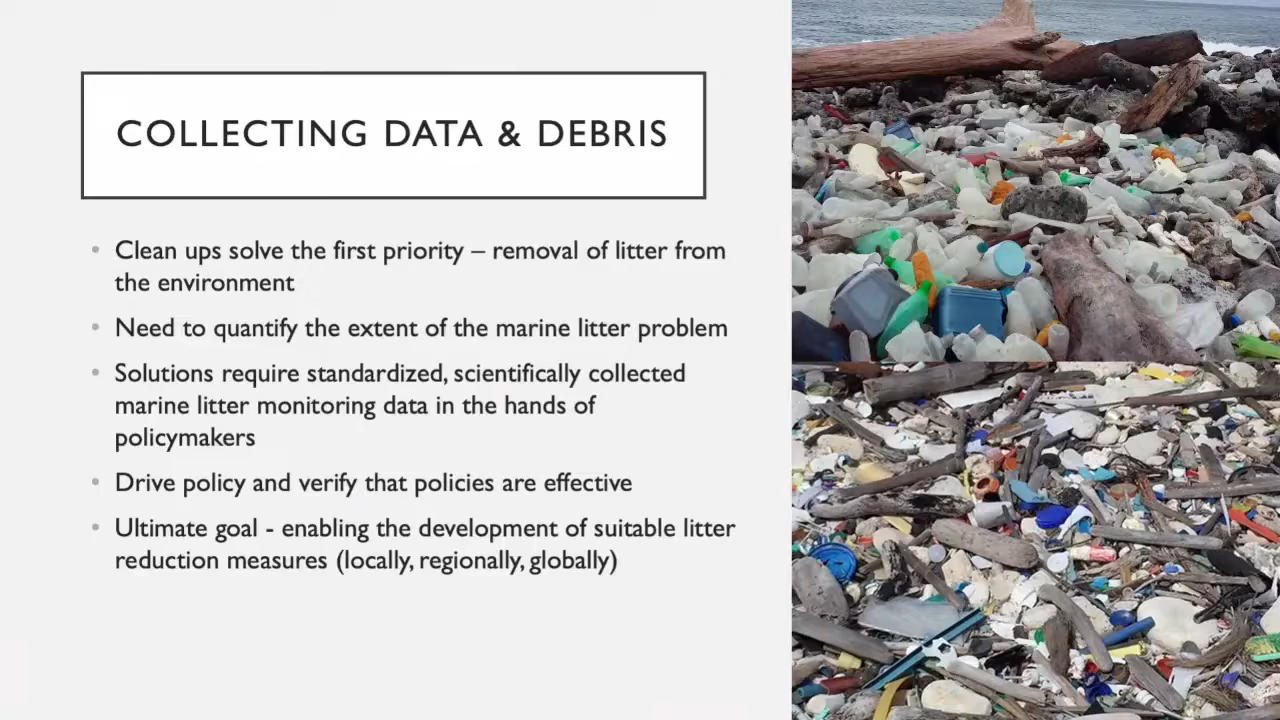 COLLECTING DATA & DEBRIS
• Clean ups solve the first priority – removal of litter from
the environment
• Need to quantify the extent of the marine litter problem
• Solutions require standardized, scientifically collected
marine litter monitoring data in the hands of
policymakers
• Drive policy and verify that policies are effective
• Ultimate goal - enabling the development of suitable litter
reduction measures (locally, regionally, globally)